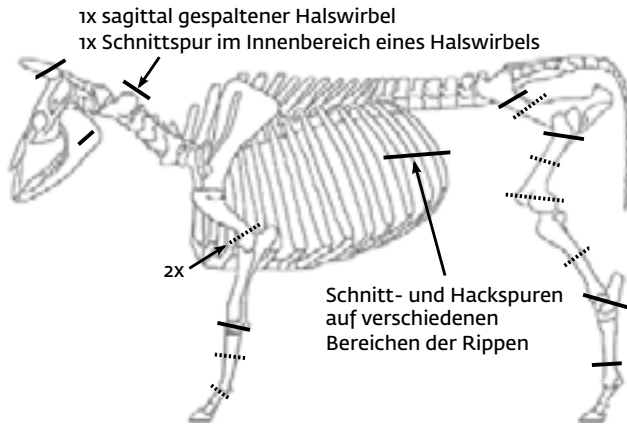 1x sagittal gespaltener Halswirbel
1x Schnittspur im Innenbereich eines Halswirbels
2x
Schnitt- und Hackspuren
auf verschiedenen
Bereichen der Rippen